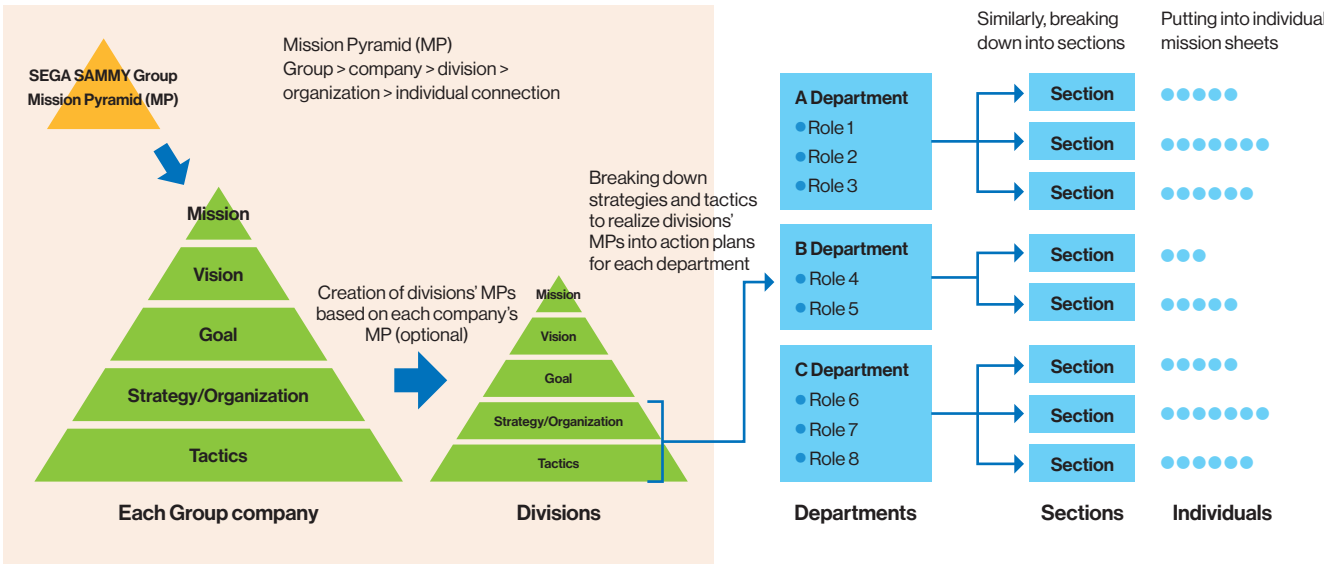 SEGA SAMMY Group
Mission Pyramid (MP)
Mission Pyramid (MP)
Group > company > division >
organization > individual connection
Mission
Vision
Goal
Strategy/Organization
Tactics
Each Group company
Creation of divisions’ MPs
based on each company’s
MP (optional)
Mission
Vision
Goal
Strategy/Organization
Tactics
Divisions
Breaking down
strategies and tactics
to realize divisions’
MPs into action plans
for each department
A Department
Role 1
Role 2
Role 3
B Department
Role 4
Role 5
C Department
Role 6
Role 7
Role 8
Departments
Similarly, breaking
down into sections
Section
Section
Section
Section
Section
Section
Section
Section
Sections
Putting into individual
mission sheets
Individuals